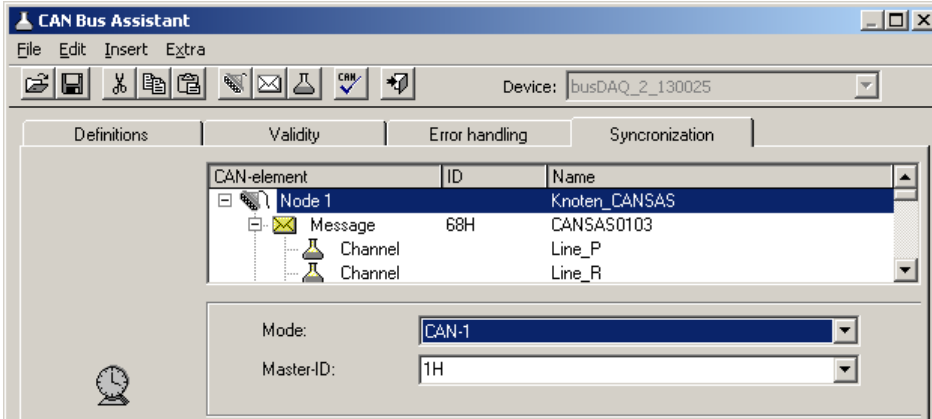 CAN Bus Assistant
File Edit Insert Extra
CAN Device: busDAQ_2_130025
Definitions Validity Error handling Syncronization
CAN-element ID Name
Node 1 Knoten_CANSAS
Message 68H CANSAS0103
Channel Line_P
Channel Line_R
Mode: CAN-1
Master-ID: 1H